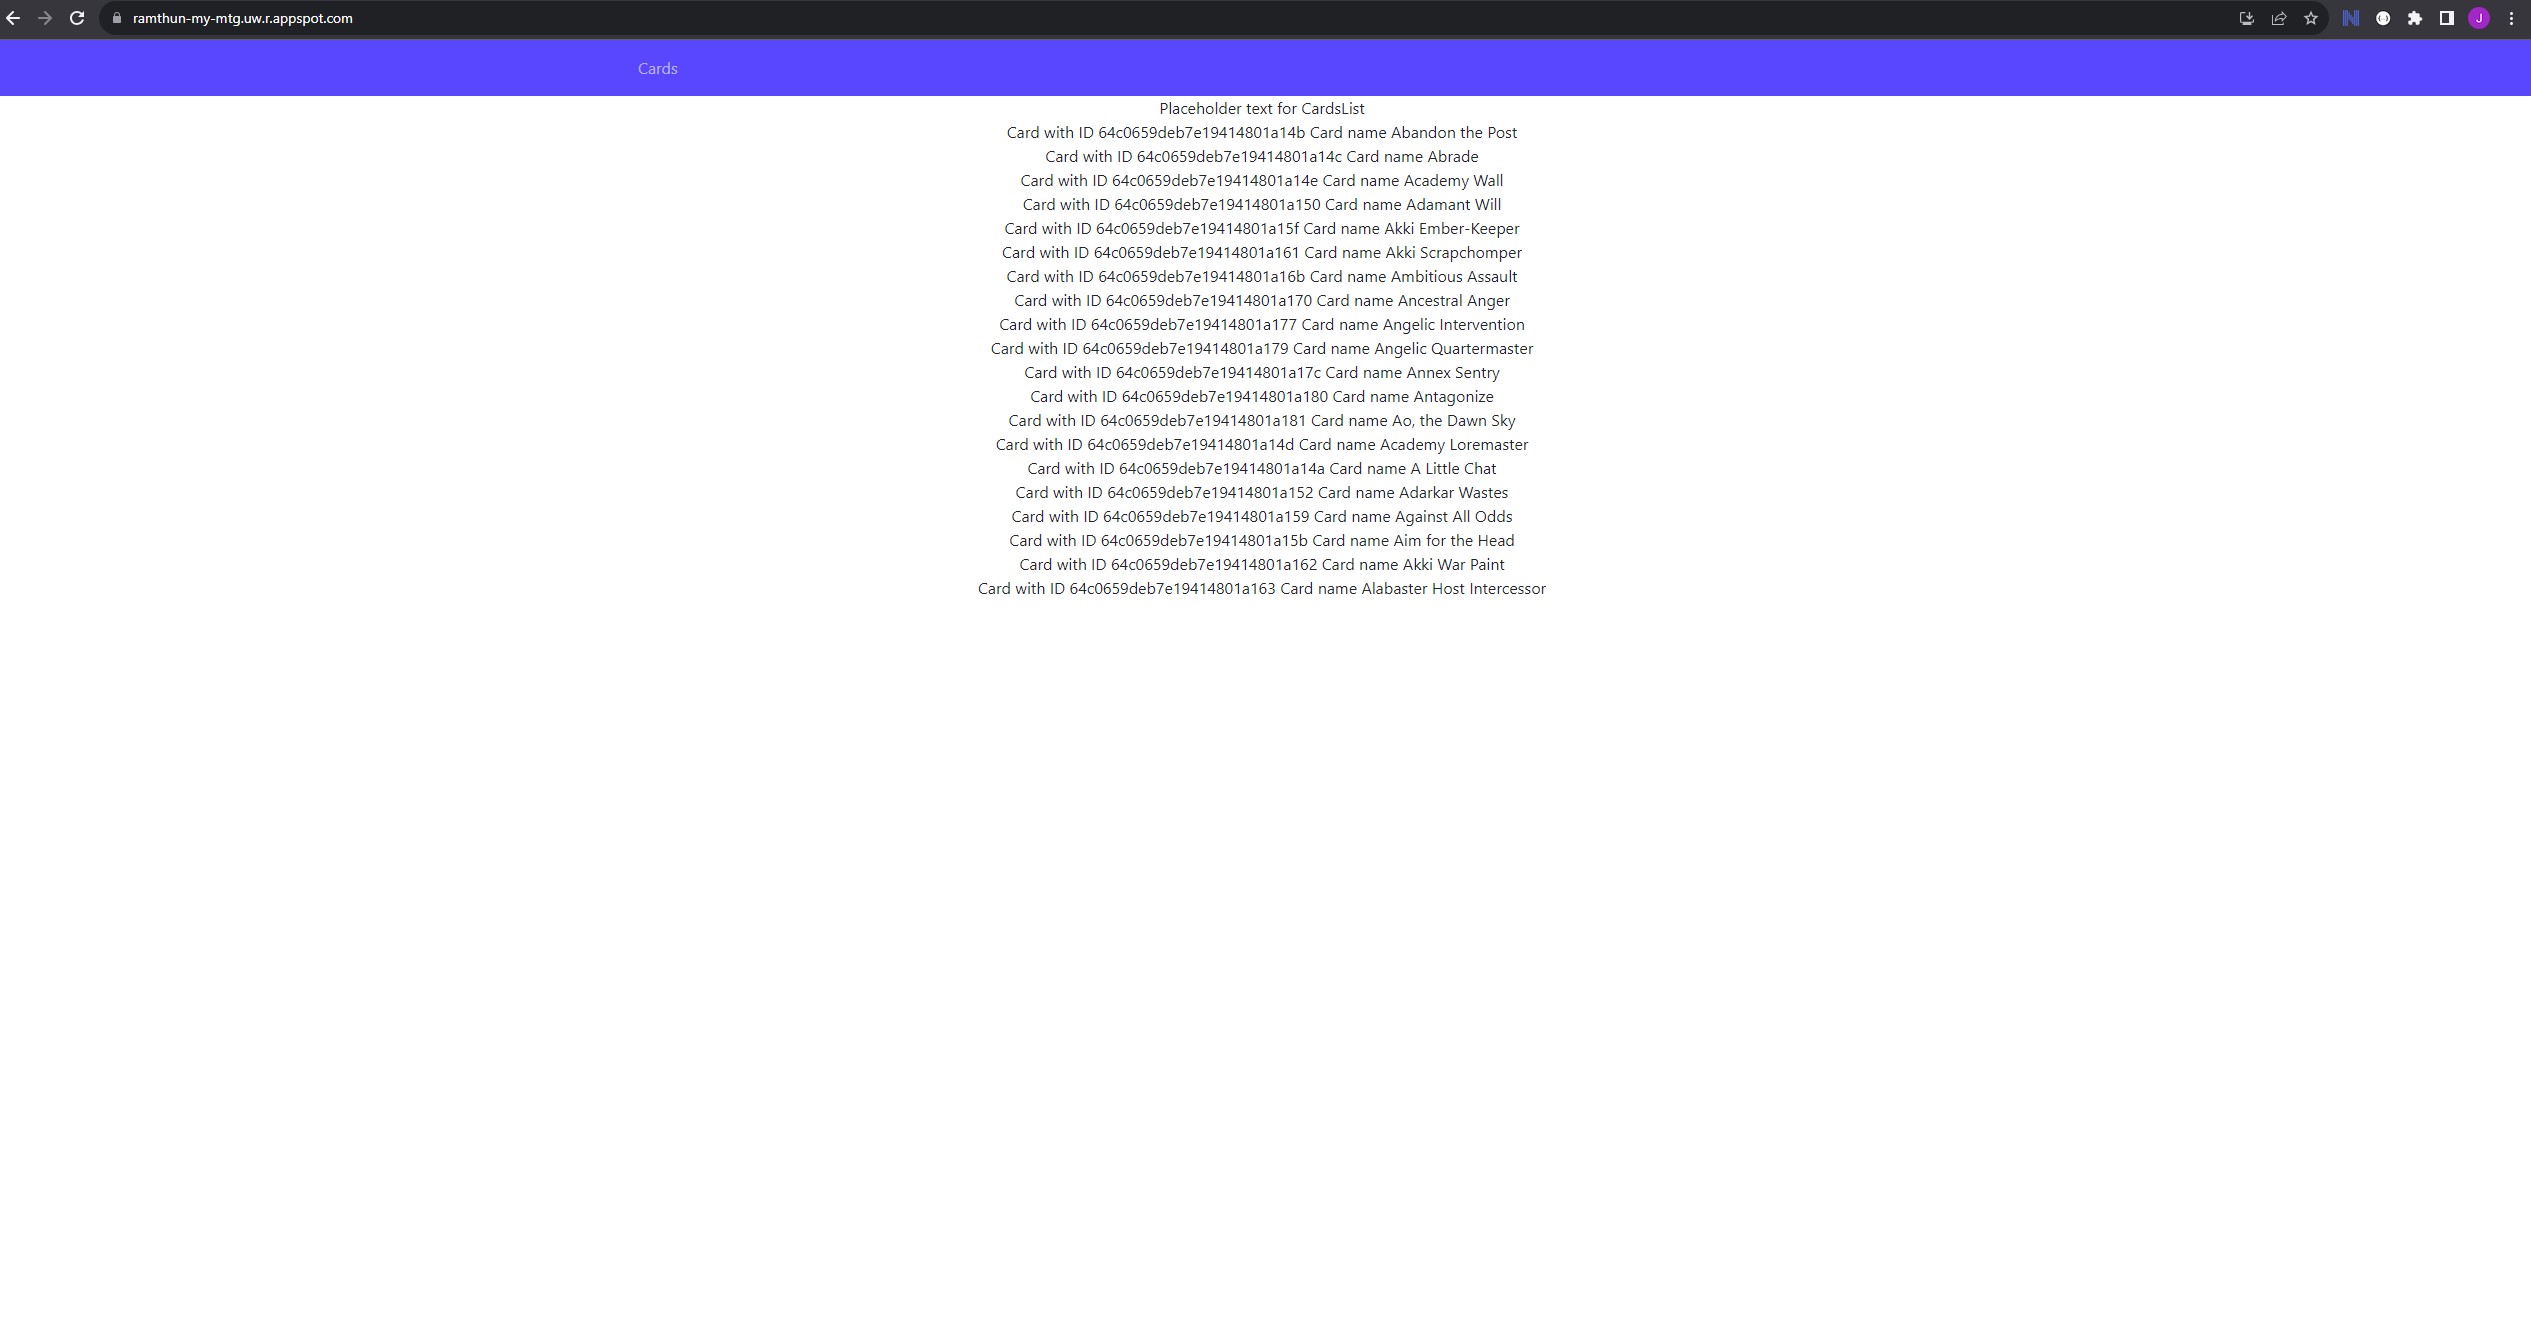 ramthun-my-mtg.uw.r.appspot.com
J
Cards
Placeholder text for CardsList
Card with ID 64c0659deb7e19414801a14b Card name Abandon the Post
Card with ID 64c0659deb7e19414801a14c Card name Abrade
Card with ID 64c0659deb7e19414801a14e Card name Academy Wall
Card with ID 64c0659deb7e19414801a150 Card name Adamant Will
Card with ID 64c0659deb7e19414801a15f Card name Akki Ember-Keeper
Card with ID 64c0659deb7e19414801a161 Card name Akki Scrapchomper
Card with ID 64c0659deb7e19414801a16b Card name Ambitious Assault
Card with ID 64c0659deb7e19414801a170 Card name Ancestral Anger
Card with ID 64c0659deb7e19414801a177 Card name Angelic Intervention
Card with ID 64c0659deb7e19414801a179 Card name Angelic Quartermaster
Card with ID 64c0659deb7e19414801a17c Card name Annex Sentry
Card with ID 64c0659deb7e19414801a180 Card name Antagonize
Card with ID 64c0659deb7e19414801a181 Card name Ao, the Dawn Sky
Card with ID 64c0659deb7e19414801a14d Card name Academy Loremaster
Card with ID 64c0659deb7e19414801a14a Card name A Little Chat
Card with ID 64c0659deb7e19414801a152 Card name Adarkar Wastes
Card with ID 64c0659deb7e19414801a159 Card name Against All Odds
Card with ID 64c0659deb7e19414801a15b Card name Aim for the Head
Card with ID 64c0659deb7e19414801a162 Card name Akki War Paint
Card with ID 64c0659deb7e19414801a163 Card name Alabaster Host Intercessor